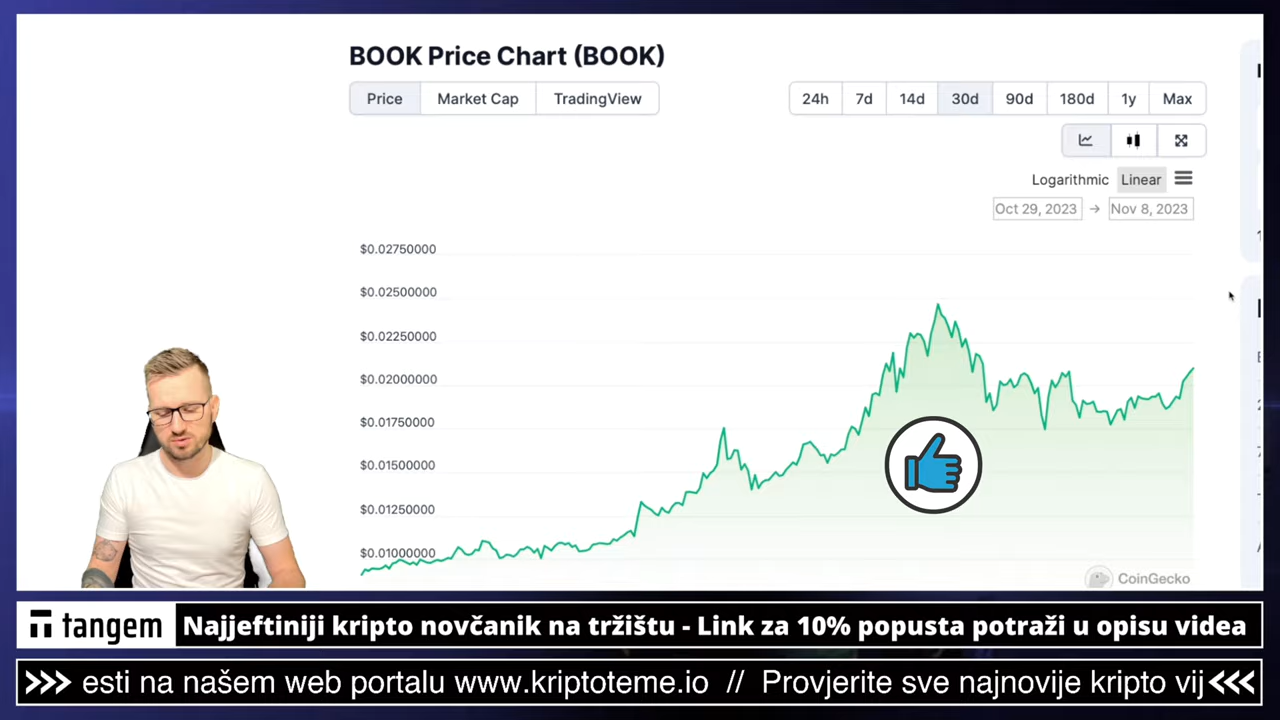 BOOK Price Chart (BOOK)
Price Market Cap TradingView 24h 7d 14d 30d 90d 180d 1y Max
Logarithmic Linear
Oct 29, 2023 → Nov 8, 2023
$0.02750000
$0.02500000
$0.02250000
$0.02000000
$0.01750000
$0.01500000
$0.01250000
$0.01000000
CoinGecko
tangem Najjeftiniji kripto novčanik na tržištu - Link za 10% popusta potraži u opisu videa
>>> esti na našem web portalu www.kriptoteme.io // Provjerite sve najnovije kripto vij <<<